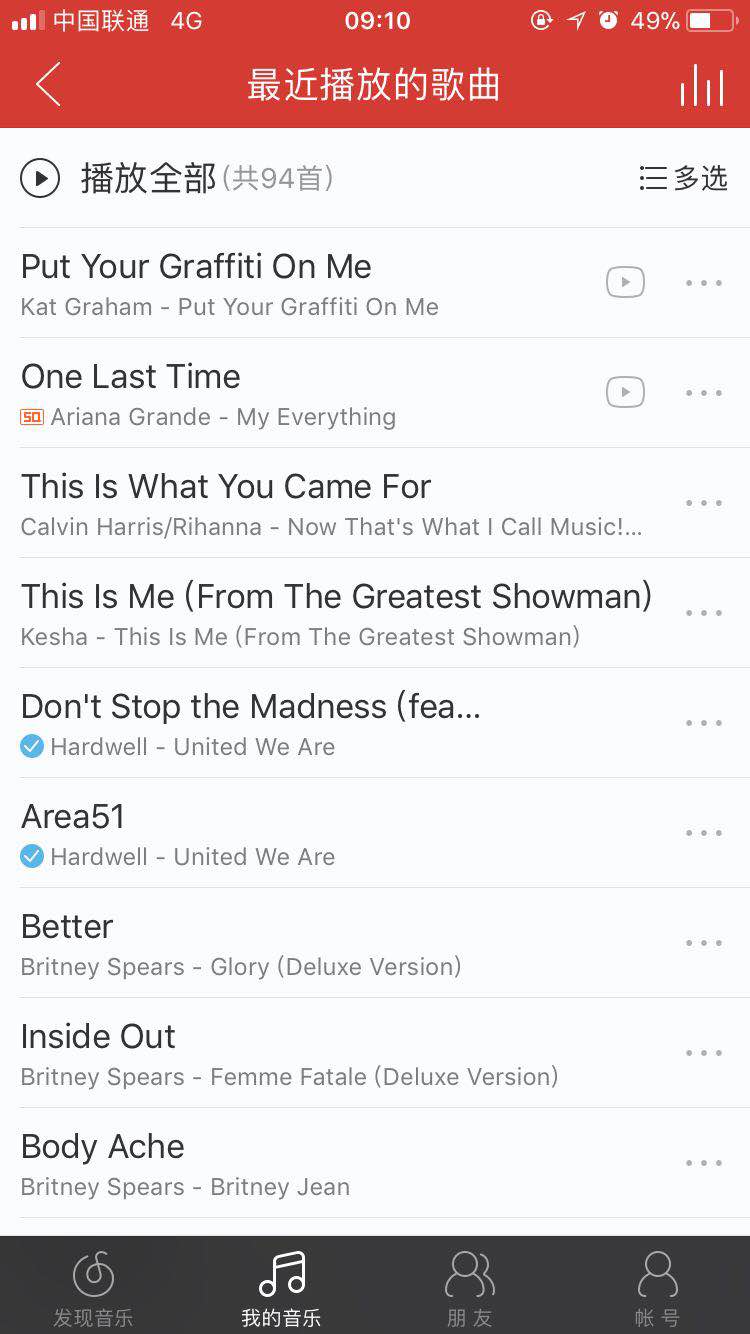 中国联通 4G 09:10 49%
最近播放的歌曲
播放全部(共94首) 多选
Put Your Graffiti On Me
Kat Graham - Put Your Graffiti On Me
One Last Time
SQ Ariana Grande - My Everything
This Is What You Came For
Calvin Harris/Rihanna - Now That's What I Call Music!...
This Is Me (From The Greatest Showman)
Kesha - This Is Me (From The Greatest Showman)
Don't Stop the Madness (fea...
Hardwell - United We Are
Area51
Hardwell - United We Are
Better
Britney Spears - Glory (Deluxe Version)
Inside Out
Britney Spears - Femme Fatale (Deluxe Version)
Body Ache
Britney Spears - Britney Jean
发现音乐 我的音乐 朋友 帐号